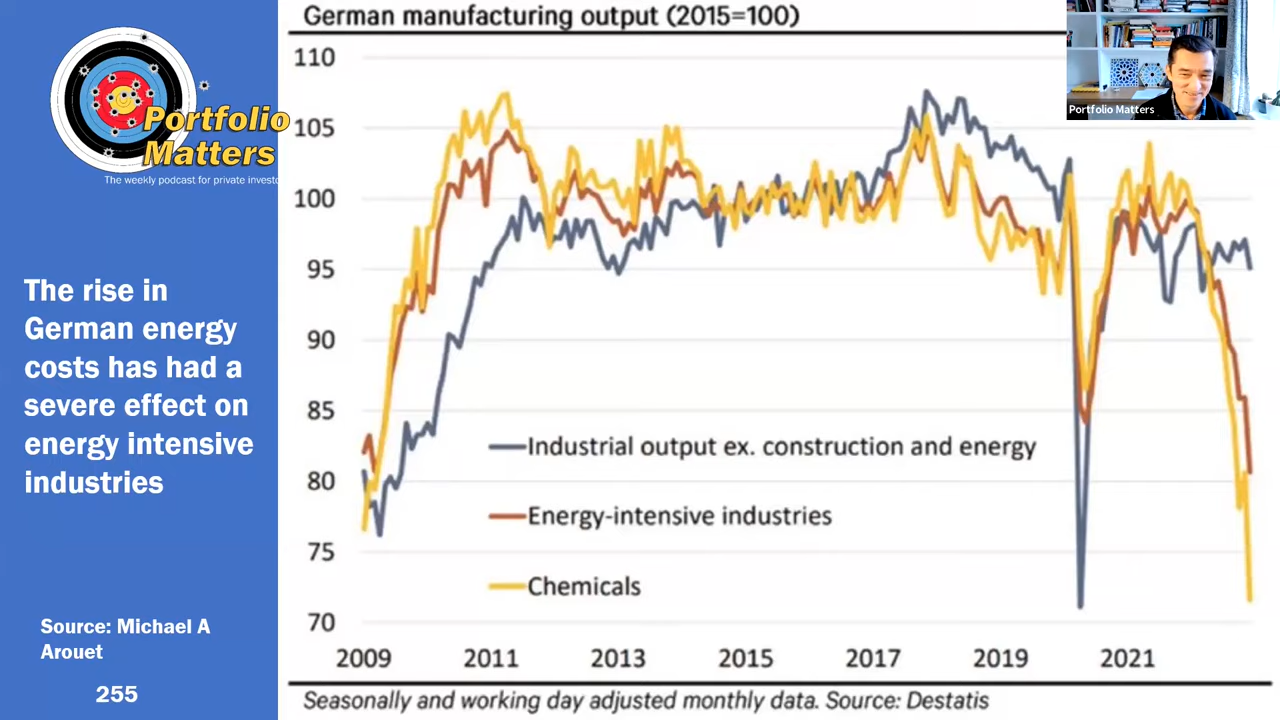 German manufacturing output (2015=100)
Portfolio
Matters
The weekly podcast for private investo
Portfolio Matters
The rise in
German energy
costs has had a
severe effect on
energy intensive
industries
Source: Michael A
Arouet
255
110
105
100
95
90
85
80
75
70
Industrial output ex. construction and energy
Energy-intensive industries
Chemicals
2009 2011 2013 2015 2017 2019 2021
Seasonally and working day adjusted monthly data. Source: Destatis